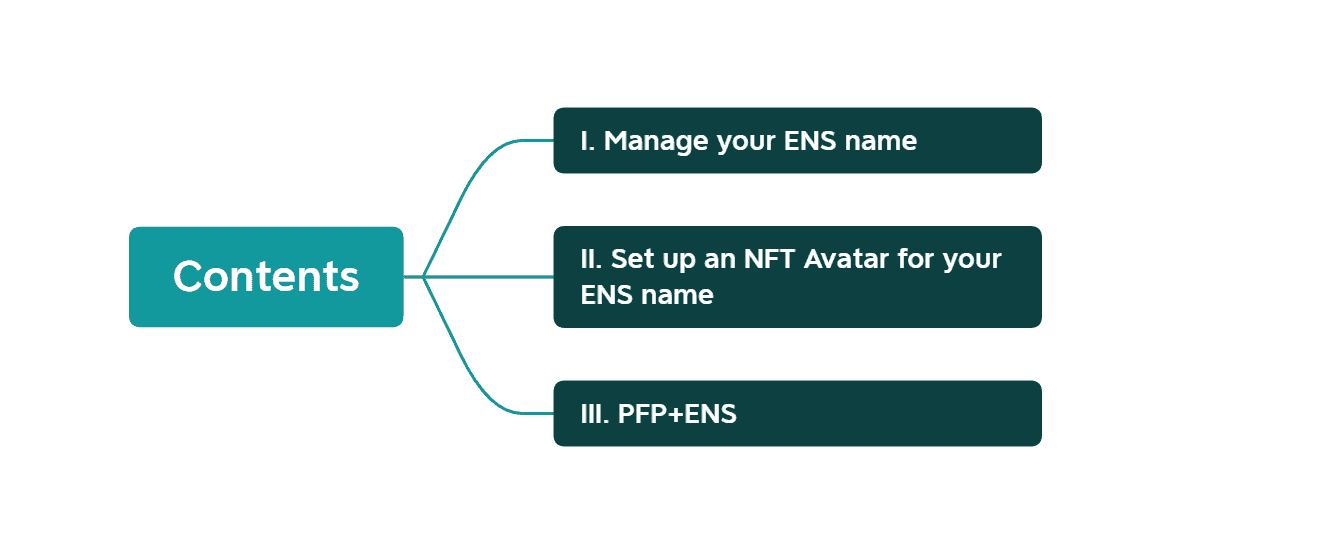 Contents
I. Manage your ENS name
II. Set up an NFT Avatar for your
ENS name
III. PFP+ENS